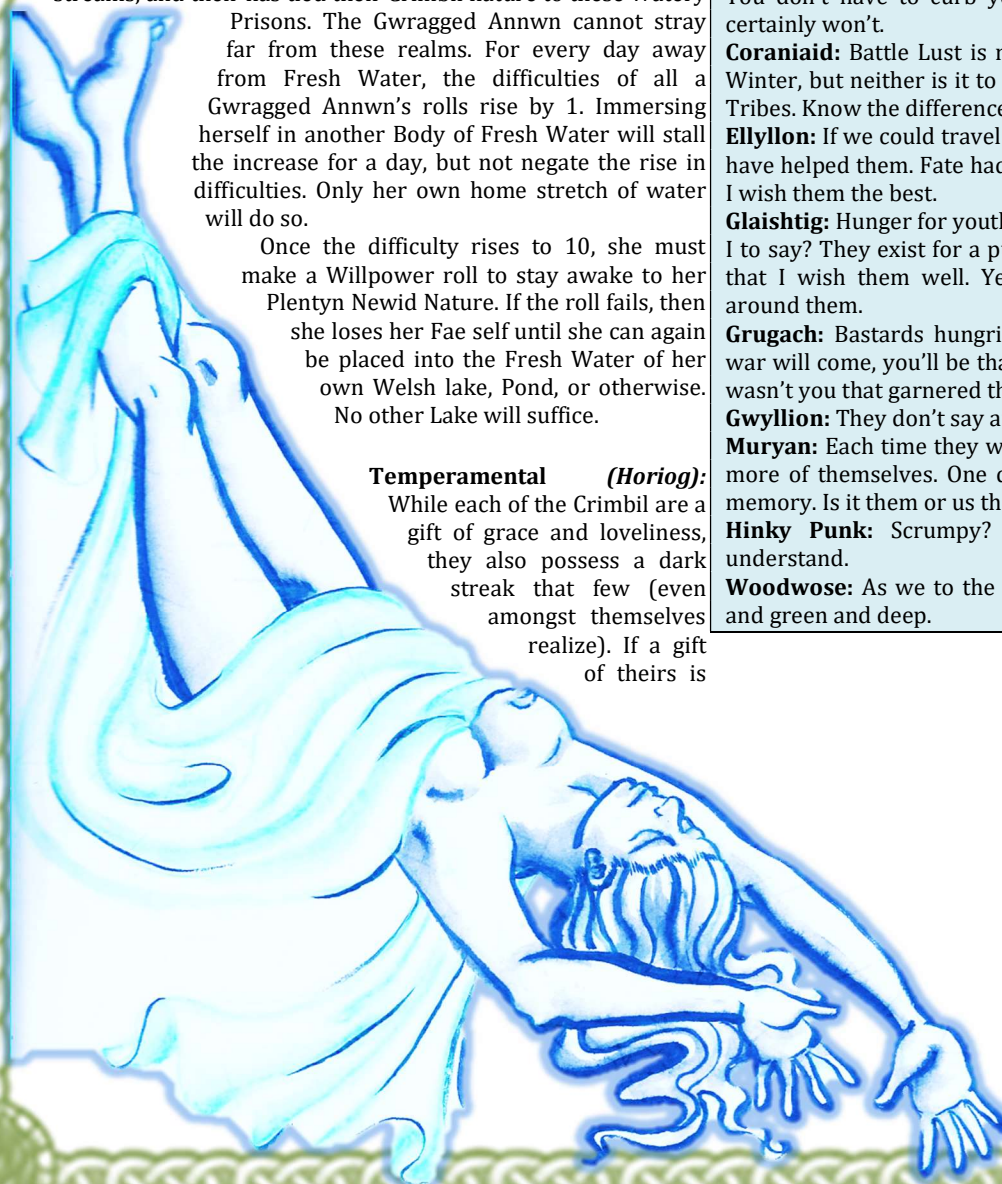 Prisons. The Gwragged Annwn cannot stray
far from these realms. For every day away
from Fresh Water, the difficulties of all a
Gwragged Annwn's rolls rise by 1. Immersing
herself in another Body of Fresh Water will stall
the increase for a day, but not negate the rise in
difficulties. Only her own home stretch of water
will do so.
Once the difficulty rises to 10, she must
make a Willpower roll to stay awake to her
Plentyn Newid Nature. If the roll fails, then
she loses her Fae self until she can again
be placed into the Fresh Water of her
own Welsh lake, Pond, or otherwise.
No other Lake will suffice.
Temperamental (Horiog):
While each of the Crimbil are a
gift of grace and loveliness,
they also possess a dark
streak that few (even
amongst themselves
realize). If a gift
of theirs is
certainly won't.
Coraniaid: Battle Lust is
Winter, but neither is it to
Tribes. Know the difference
Ellyllon: If we could travel
have helped them. Fate had
I wish them the best.
Glaishtig: Hunger for youth
I to say? They exist for a
that I wish them well.
around them.
Grugach: Bastards
war will come, you'll be
wasn't you that garnered
Gwyllion: They don't say
Muryan: Each time they
more of themselves. One
memory. Is it them or us
Hinky Punk: Scrumpy?
understand.
Woodwose: As we to the
and green and deep.